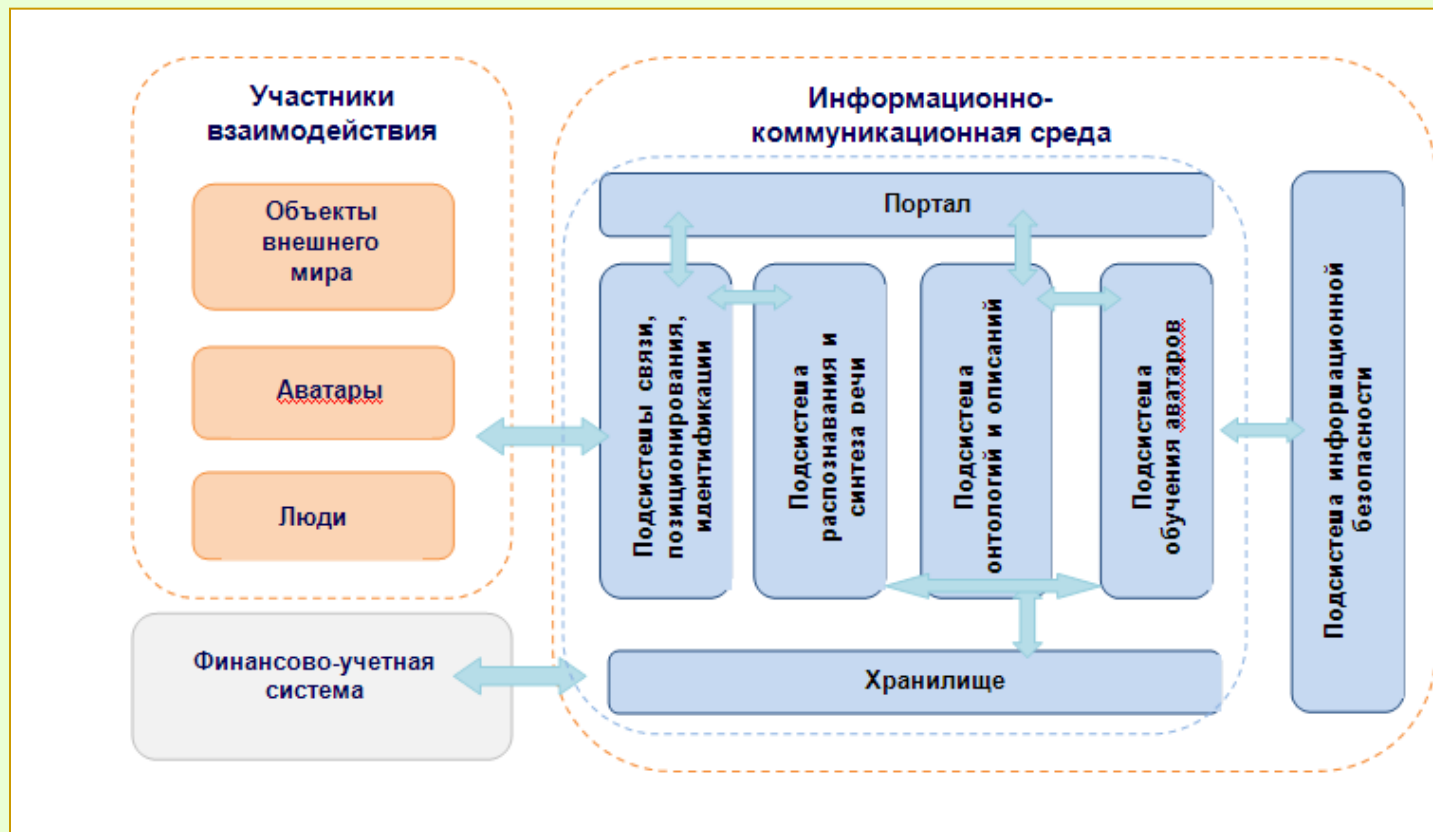 Участники
взаимодействия
Объекты
внешнего
мира
Аватары
Люди
Финансово-учетная
система
Информационно-
коммуникационная среда
Портал
Подсистемы связи,
позиционирования,
идентификации
Подсистема
распознавания и
синтеза речи
Подсистема
онтологий и описаний
Подсистема
обучения аватаров
Хранилище
Подсистема информационной
безопасности